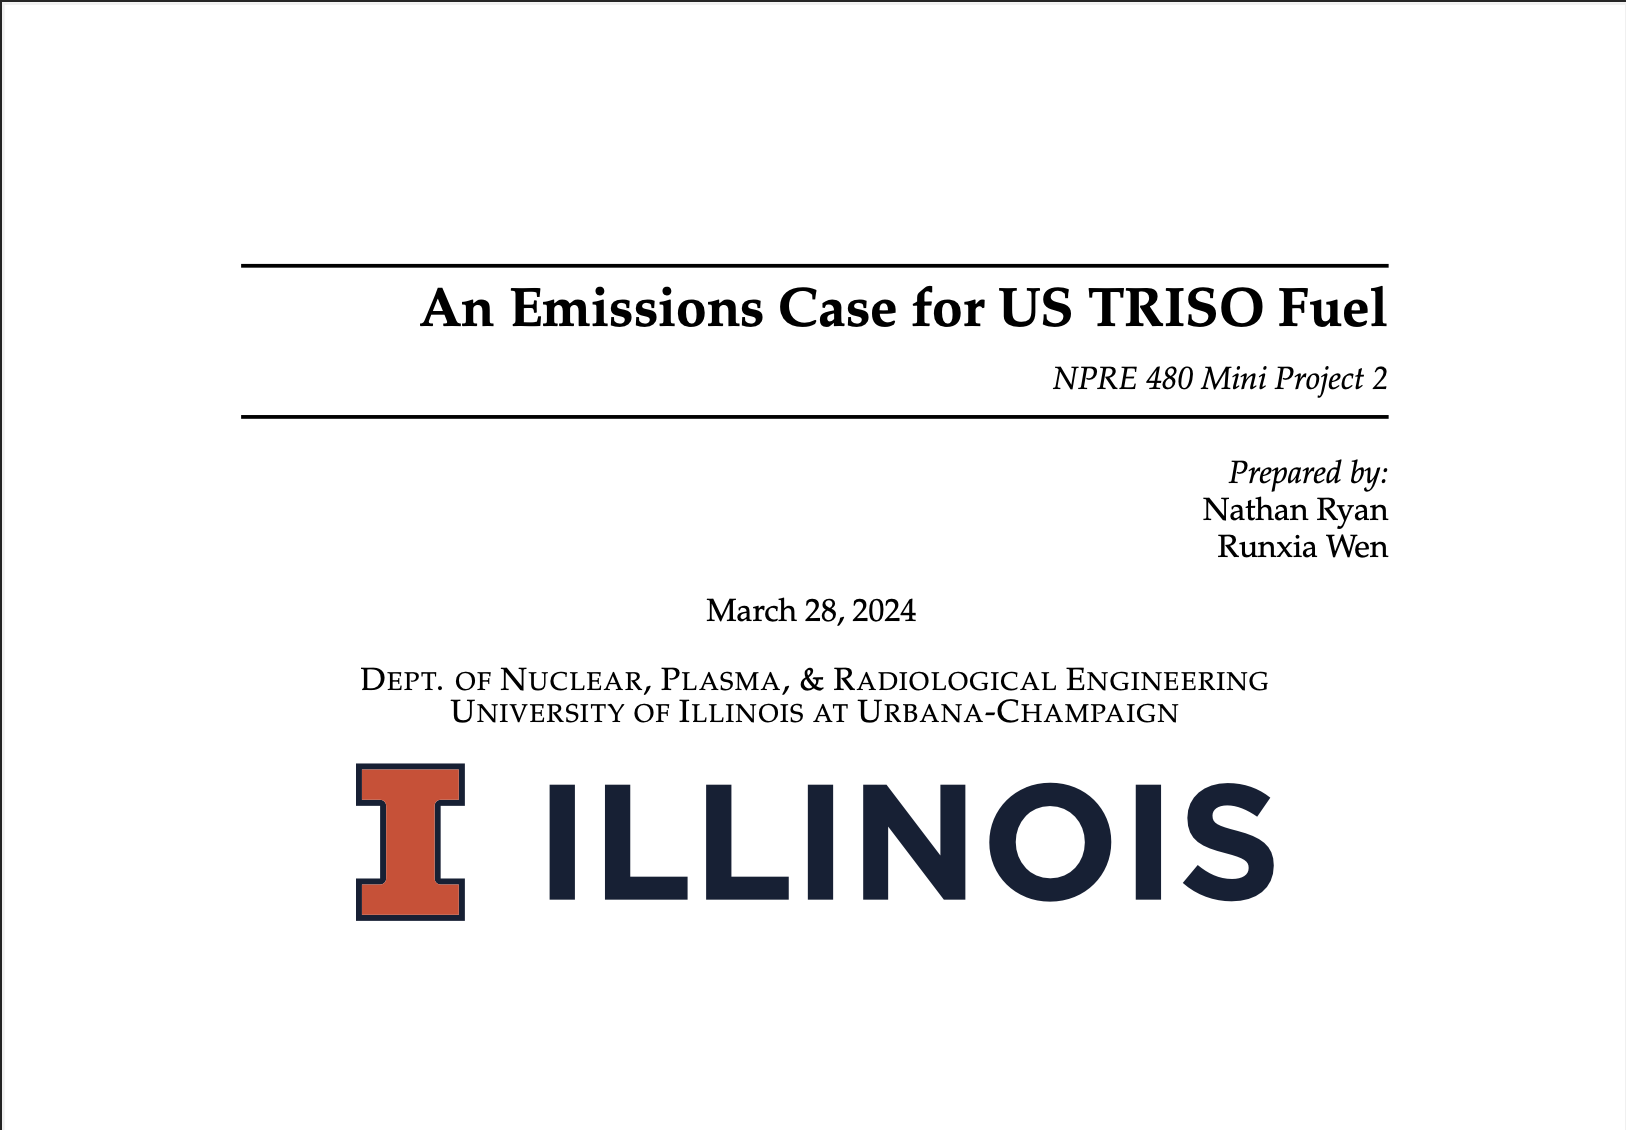 An Emissions Case for US TRISO Fuel
NPRE 480 Mini Project 2
Prepared by:
Nathan Ryan
Runxia Wen
March 28, 2024
DEPT. OF NUCLEAR, PLASMA, & RADIOLOGICAL ENGINEERING
UNIVERSITY OF ILLINOIS AT URBANA-CHAMPAIGN
I ILLINOIS